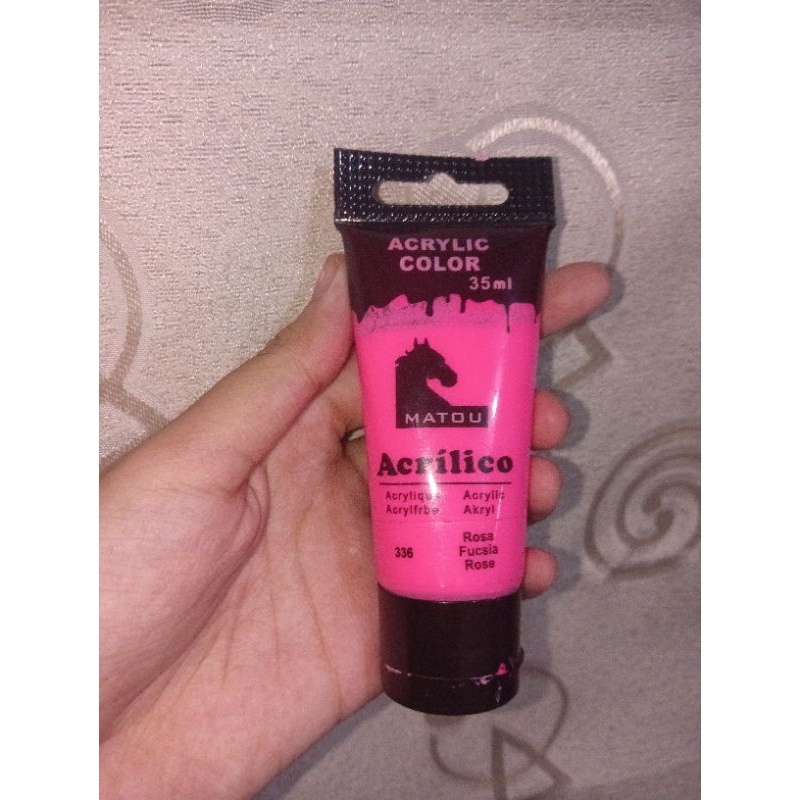 ACRYLIC
COLOR
35ml
MATOU
Acrílico
Acrylique Acrylic
Acrylfrbe Akryl
336
Rosa
Fucsia
Rose